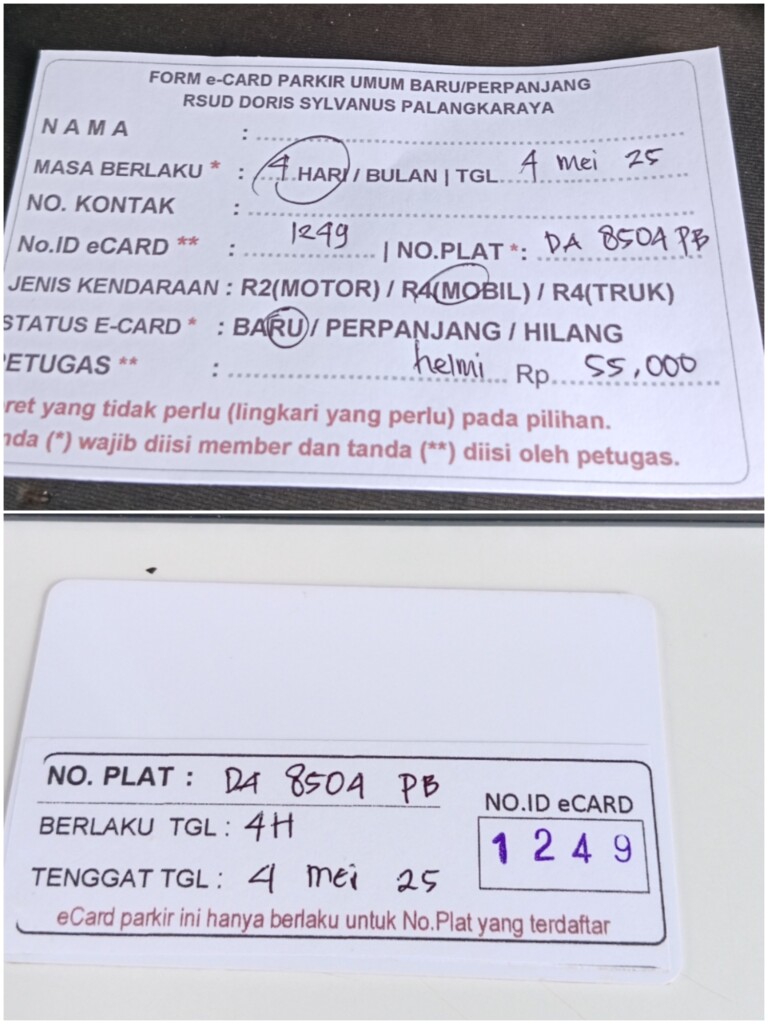 FORM e-CARD PARKIR UMUM BARU/PERPANJANG
RSUD DORIS SYLVANUS PALANGKARAYA
NAMA :
MASA BERLAKU * : 4 HARI / BULAN | TGL 4 mei 25
NO. KONTAK :
No.ID eCARD ** : 1249 | NO.PLAT *: DA 8504 PB
JENIS KENDARAAN : R2(MOTOR) / R4(MOBIL) / R4(TRUK)
STATUS E-CARD * : BARU / PERPANJANG / HILANG
ETUGAS ** : helmi Rp. 55,000
ret yang tidak perlu (lingkari yang perlu) pada pilihan.
nda (*) wajib diisi member dan tanda (**) diisi oleh petugas.
NO. PLAT : DA 8504 PB
NO.ID eCARD
BERLAKU TGL : 4H
1249
TENGGAT TGL : 4 mei 25
eCard parkir ini hanya berlaku untuk No.Plat yang terdaftar